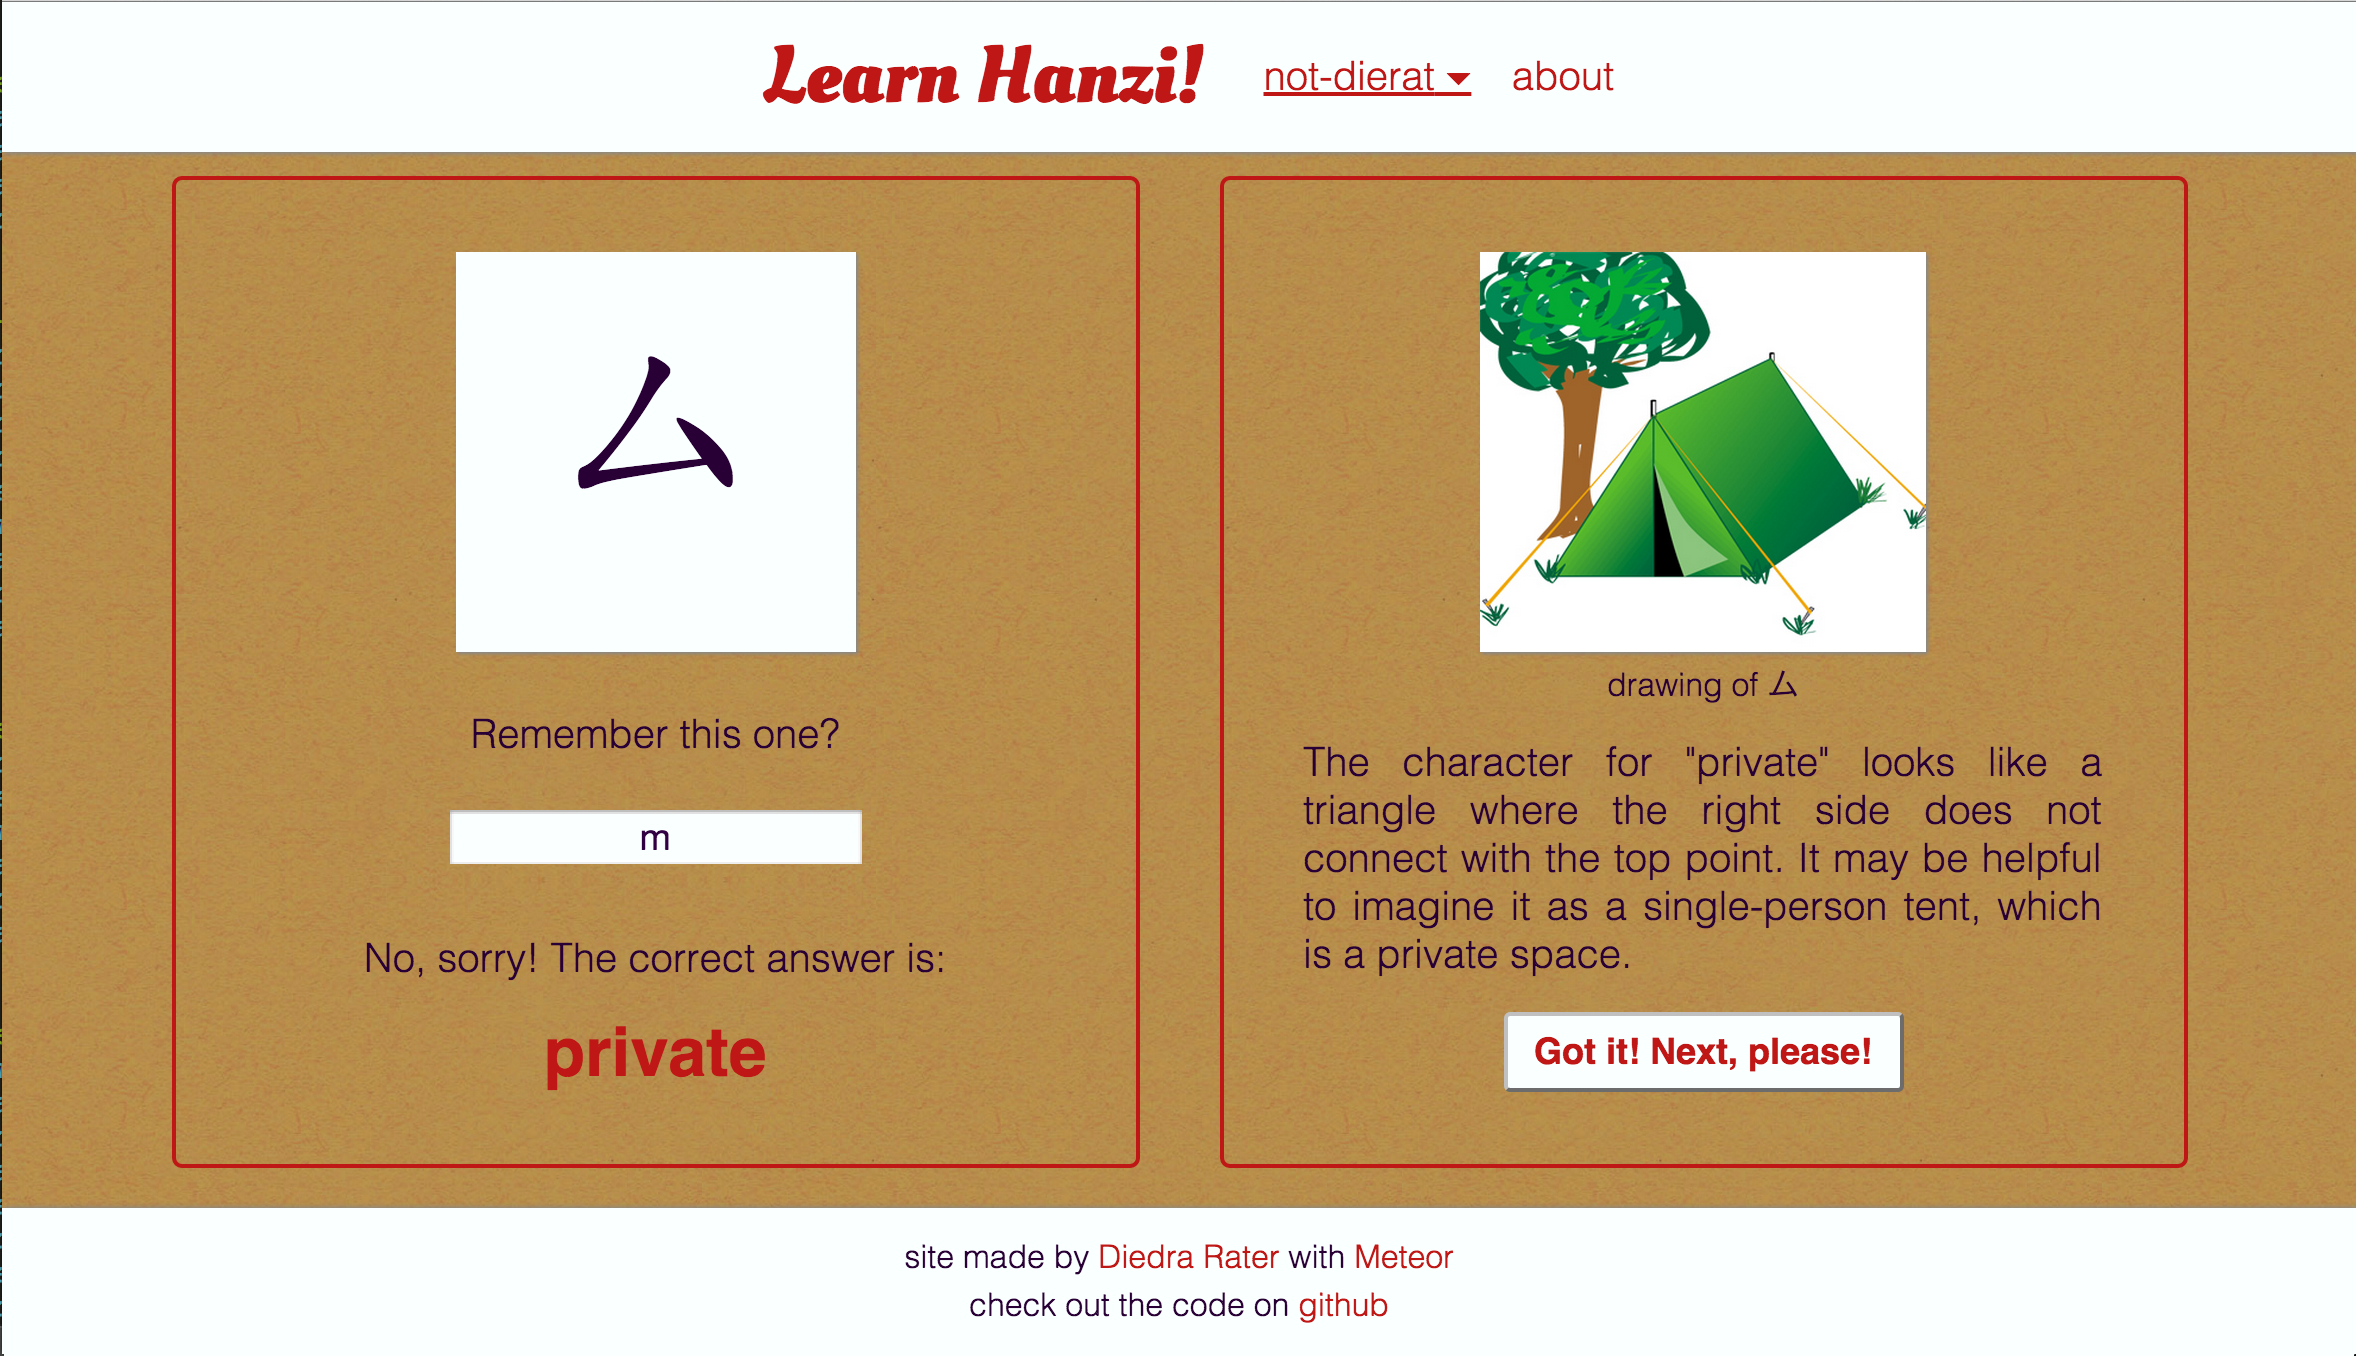 Learn Hanzi!
not-dierat ▼
about
厶
Remember this one?
m
No, sorry! The correct answer is:
private
drawing of 厶
The character for "private" looks like a
triangle where the right side does not
connect with the top point. It may be helpful
to imagine it as a single-person tent, which
is a private space.
Got it! Next, please!
site made by Diedra Rater with Meteor
check out the code on github